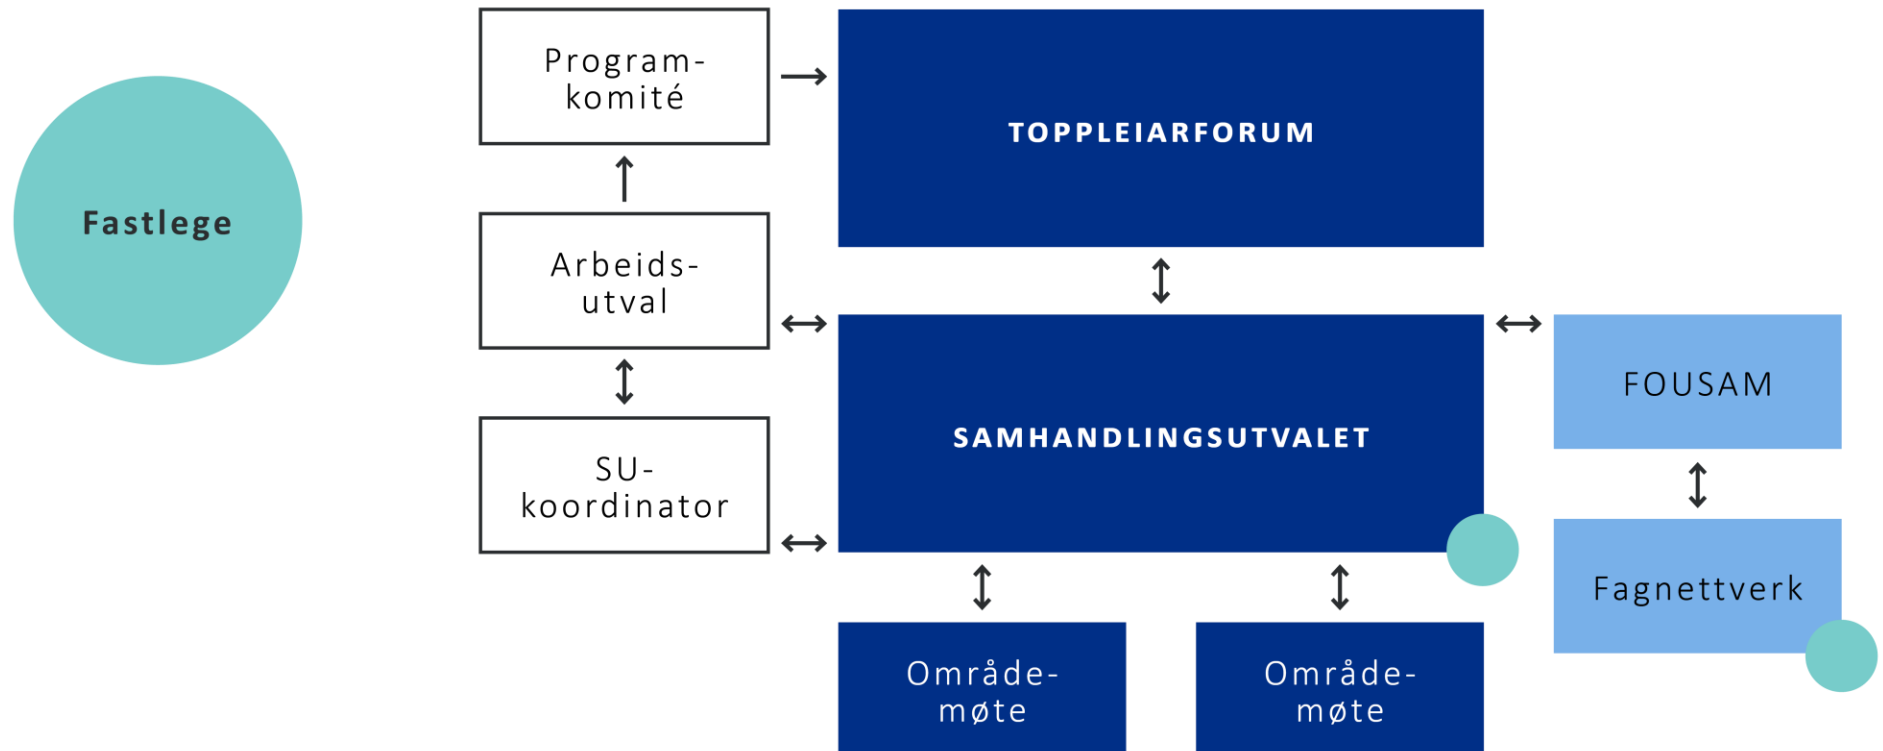 Program-
komité
TOPPLEIARFORUM
Fastlege
Arbeids-
utval
FOUSAM
SAMHANDLINGSUTVALET
SU-
koordinator
Fagnettverk
Område-
møte
Område-
møte